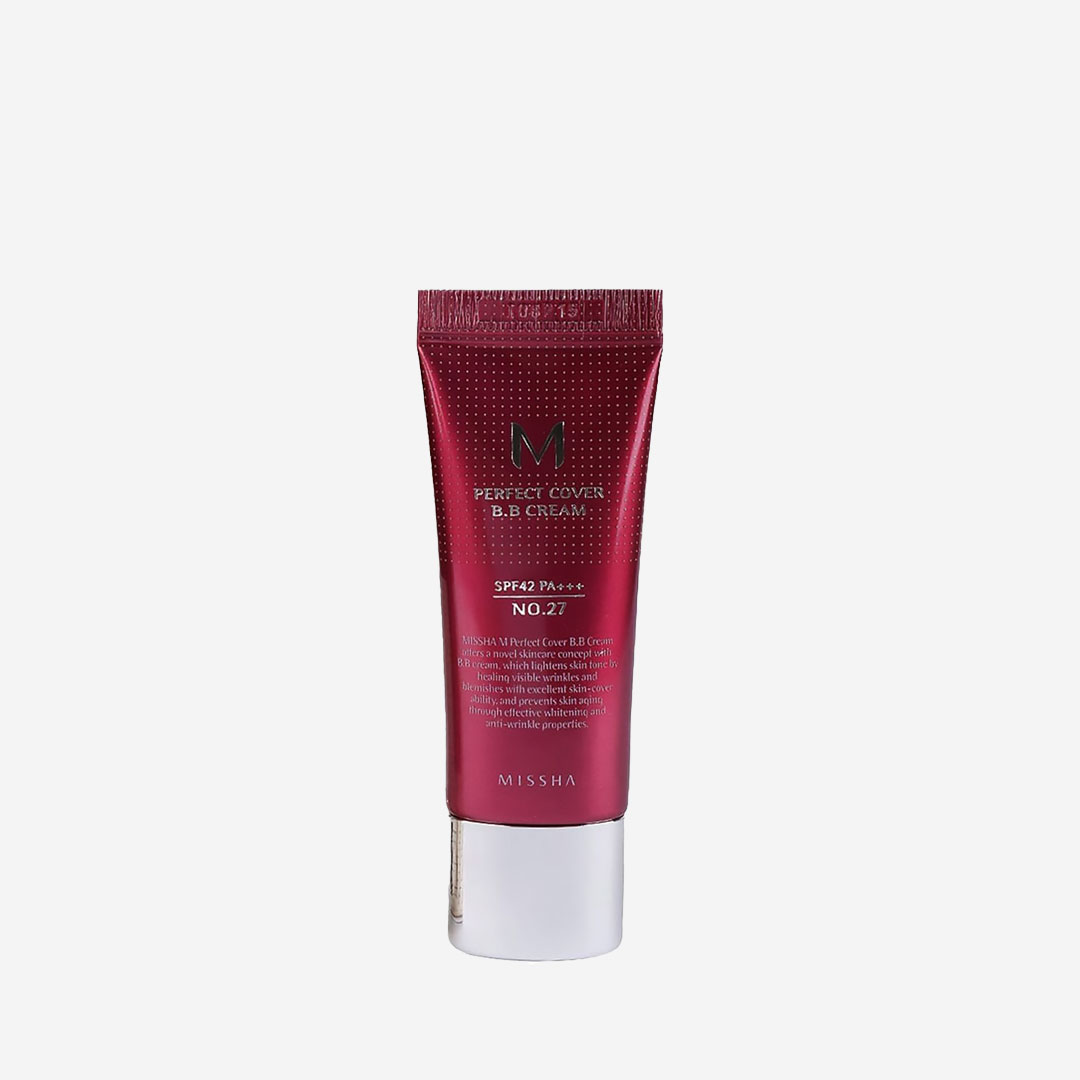 M
PERFECT COVER
B.B CREAM
SPF42 PA+++
NO.27
MISSHA M Perfect Cover B.B Cream
offers a novel skincare concept with
B.B cream, which lightens skin tone by
healing visible wrinkles and
blemishes with excellent skin-cover
ability, and prevents skin aging
through effective whitening and
anti-wrinkle properties.
MISSHA